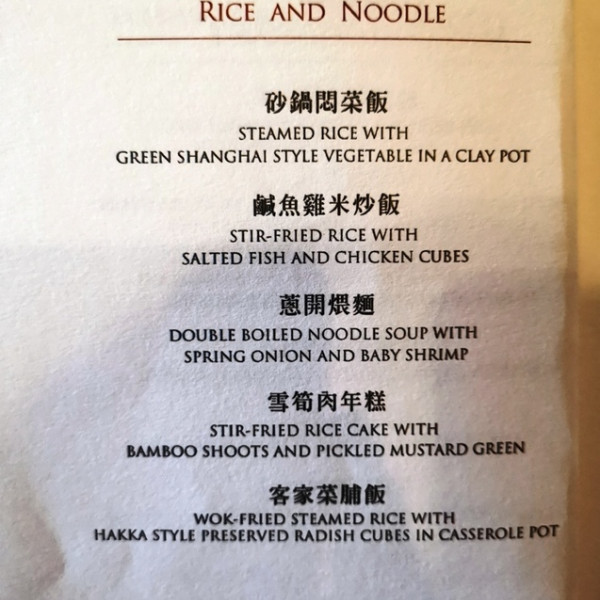 RICE AND NOODLE
砂鍋悶菜飯
STEAMED RICE WITH
GREEN SHANGHAI STYLE VEGETABLE IN A CLAY POT
鹹魚雞米炒飯
STIR-FRIED RICE WITH
SALTED FISH AND CHICKEN CUBES
蔥開煨麵
DOUBLE BOILED NOODLE SOUP WITH
SPRING ONION AND BABY SHRIMP
雪筍肉年糕
STIR-FRIED RICE CAKE WITH
BAMBOO SHOOTS AND PICKLED MUSTARD GREEN
客家菜脯飯
WOK-FRIED STEAMED RICE WITH
HAKKA STYLE PRESERVED RADISH CUBES IN CASSEROLE POT